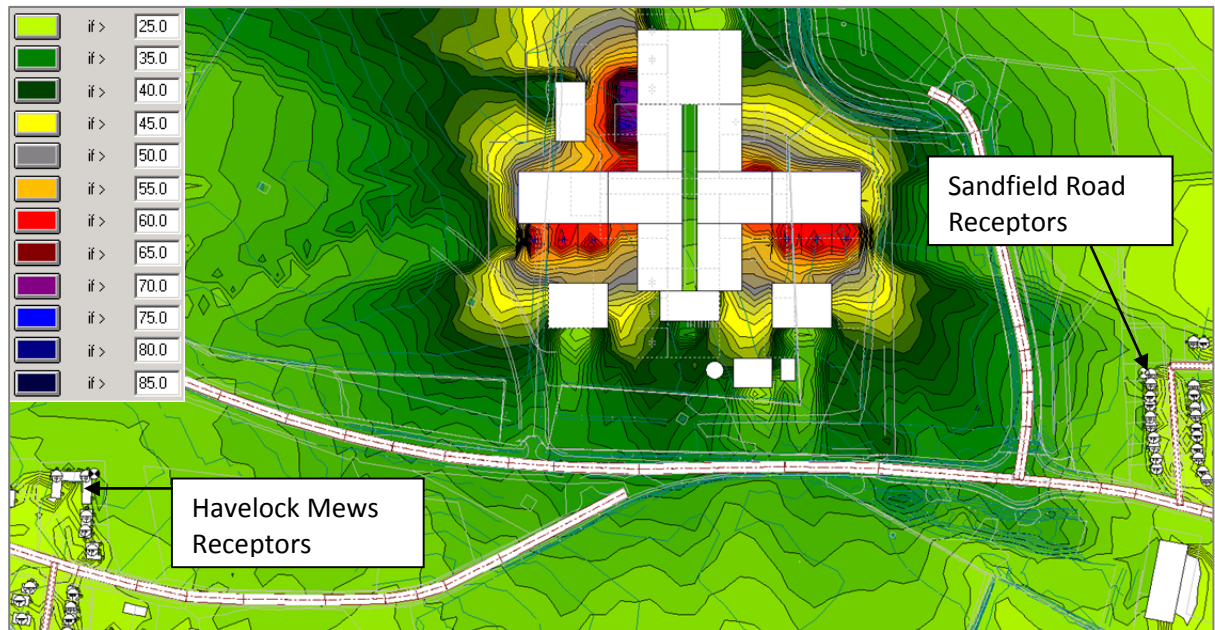 if > 25.0
if > 35.0
if > 40.0
if > 45.0
if > 50.0
if > 55.0
if > 60.0
if > 65.0
if > 70.0
if > 75.0
if > 80.0
if > 85.0
Sandfield Road
Receptors
Havelock Mews
Receptors